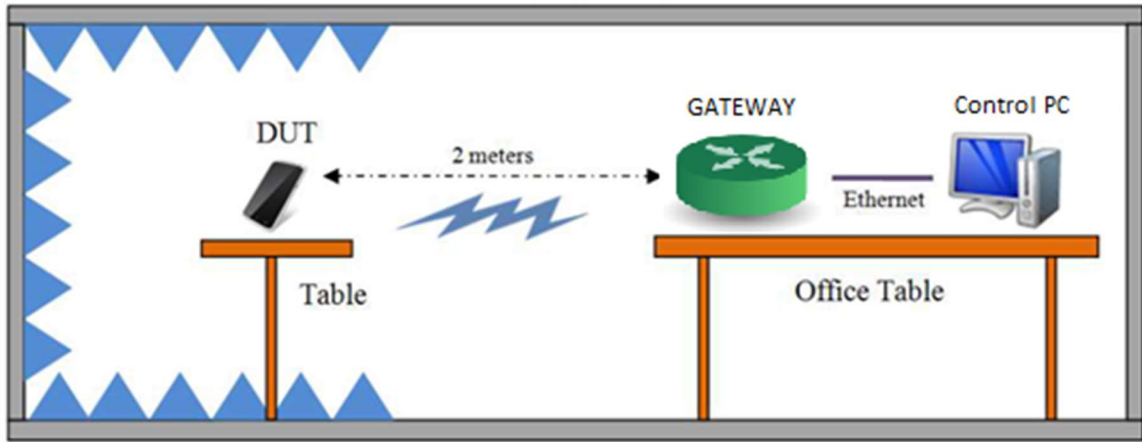 GATEWAY
Control PC
DUT
2 meters
Ethernet
Table
Office Table